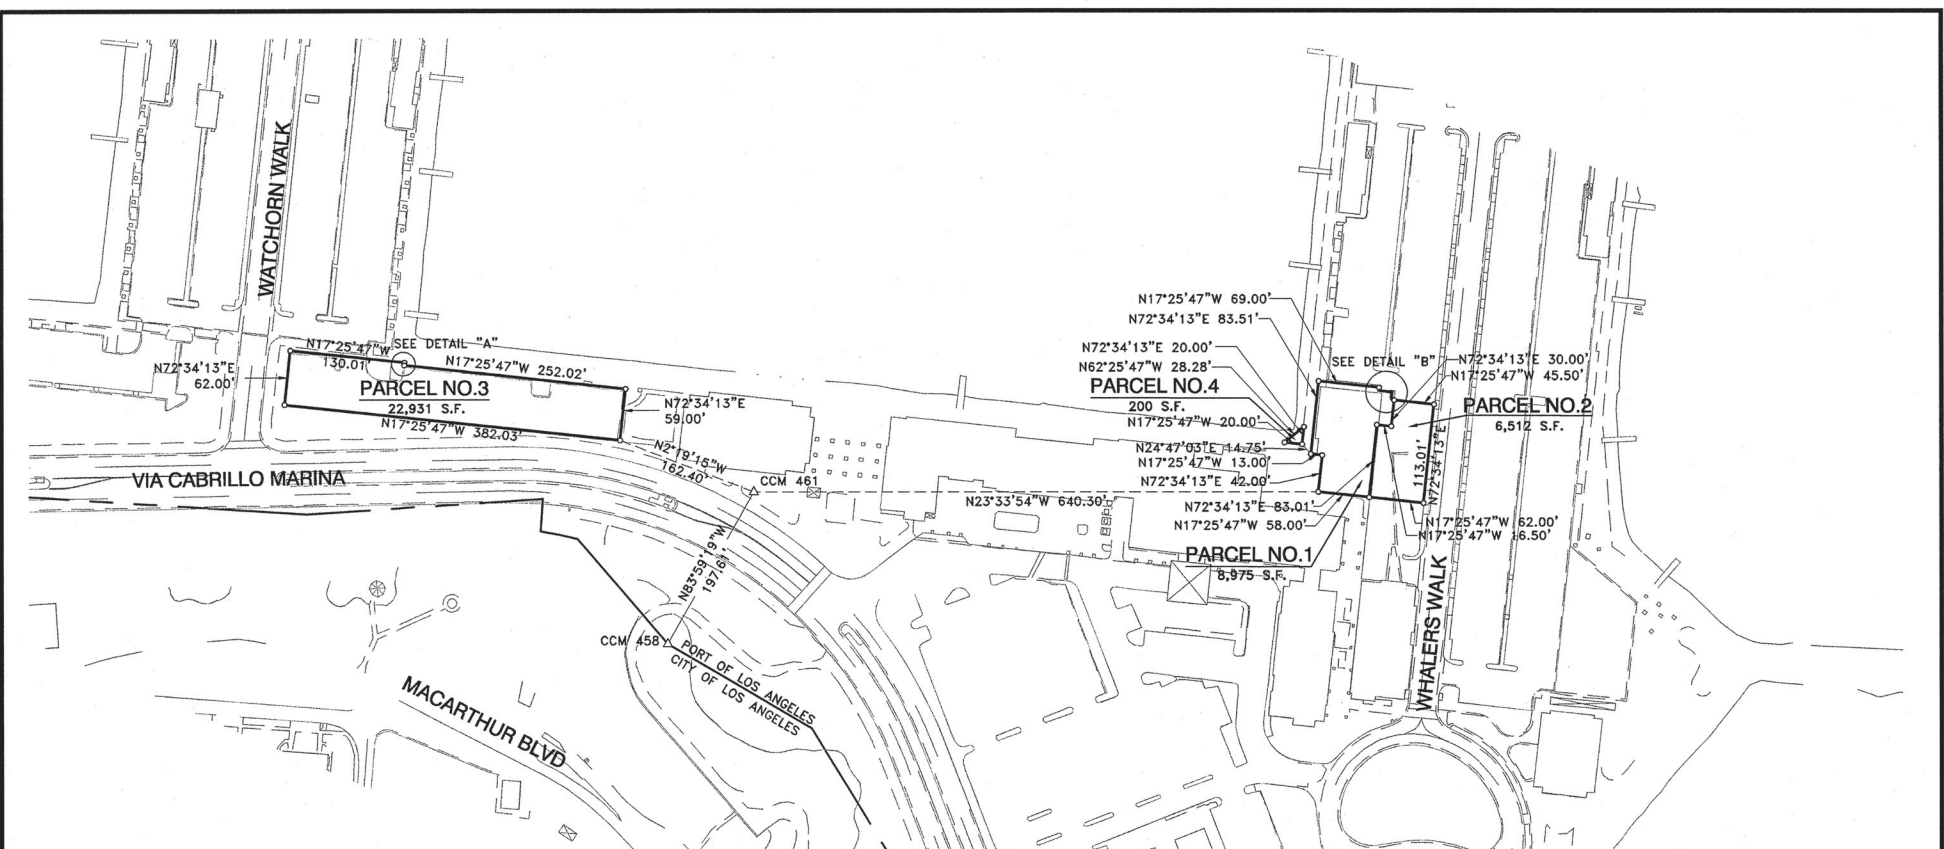 WATCHORN WALK
N17°25'47"W
130.01'
SEE DETAIL "A"
N17°25'47"W 252.02'
N72°34'13"E
62.00'
PARCEL NO.3
22,931 S.F.
N17°25'47"W 382.03'
N72°34'13"E
59.00'
N2°19'15"W
162.40'
CCM 461
VIA CABRILLO MARINA
N83°59'19"W
197.61'
CCM 458
PORT OF LOS ANGELES
CITY OF LOS ANGELES
MACARTHUR BLVD
N23°33'54"W 640.30'
N17°25'47"W 69.00'
N72°34'13"E 83.51'
N72°34'13"E 20.00'
N62°25'47"W 28.28'
PARCEL NO.4
200 S.F.
N17°25'47"W 20.00'
N24°47'03"E 14.75'
N17°25'47"W 13.00'
N72°34'13"E 42.00'
N72°34'13"E 83.01'
N17°25'47"W 58.00'
PARCEL NO.1
8,975 S.F.
SEE DETAIL "B"
N72°34'13"E 30.00'
N17°25'47"W 45.50'
PARCEL NO.2
6,512 S.F.
113.01'
N72°34'13"E
N17°25'47"W 62.00'
N17°25'47"W 16.50'
WHALERS WALK